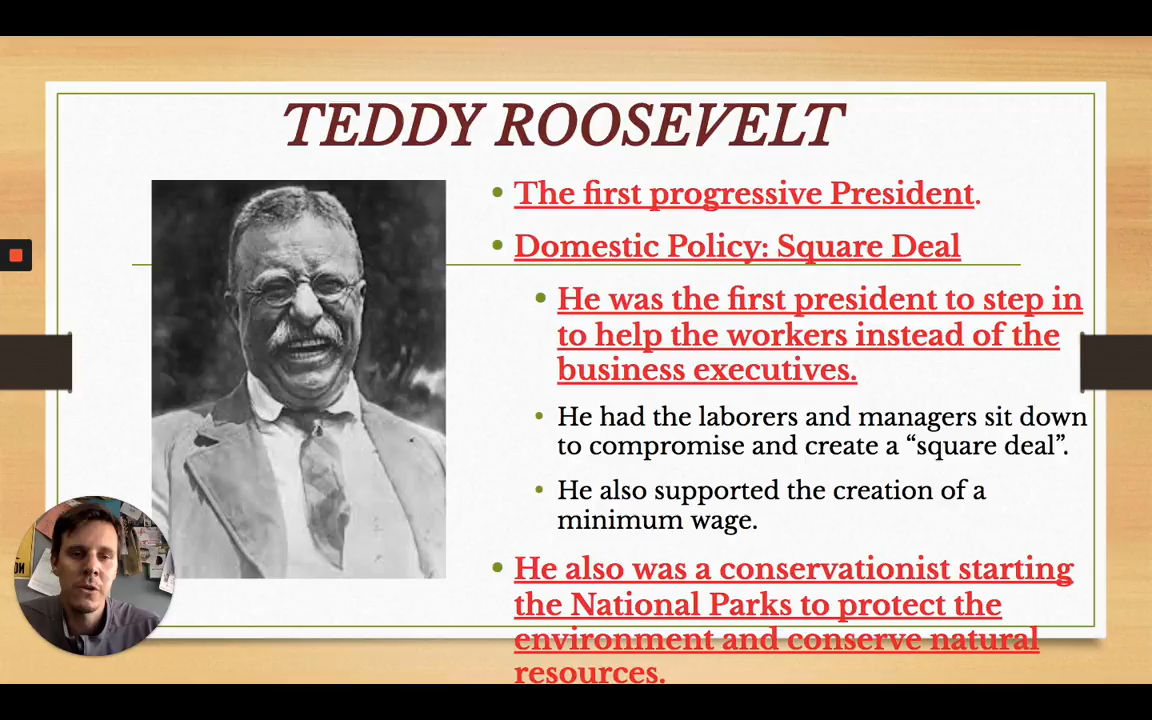 TEDDY ROOSEVELT
• The first progressive President.
• Domestic Policy: Square Deal
• He was the first president to step in
to help the workers instead of the
business executives.
• He had the laborers and managers sit down
to compromise and create a “square deal”.
• He also supported the creation of a
minimum wage.
• He also was a conservationist starting
the National Parks to protect the
environment and conserve natural
resources.